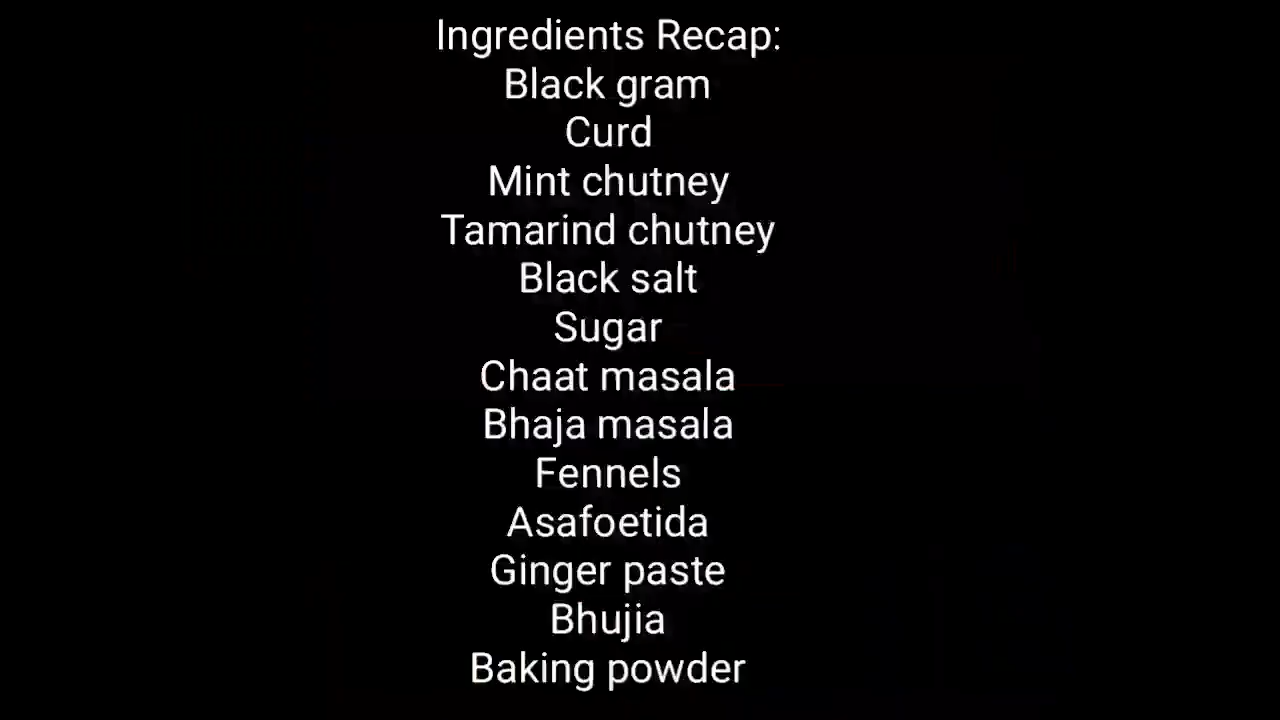 Ingredients Recap:
Black gram
Curd
Mint chutney
Tamarind chutney
Black salt
Sugar
Chaat masala
Bhaja masala
Fennels
Asafoetida
Ginger paste
Bhujia
Baking powder